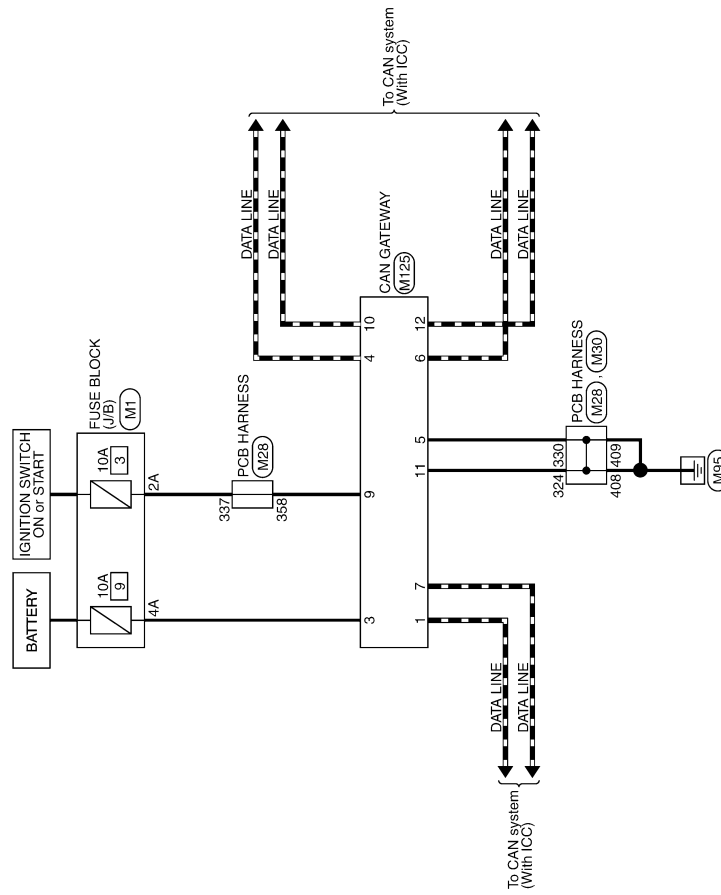 BATTERY
IGNITION SWITCH
ON or START
FUSE BLOCK
(J/B)
M1
10A
9
10A
3
4A
2A
PCB HARNESS
M28
337
358
DATA LINE
DATA LINE
To CAN system
(With ICC)
CAN GATEWAY
M125
3
9
4
10
1
7
11
5
6
12
DATA LINE
DATA LINE
To CAN system
(With ICC)
DATA LINE
DATA LINE
324
330
PCB HARNESS
M28 , M30
408
409
M95